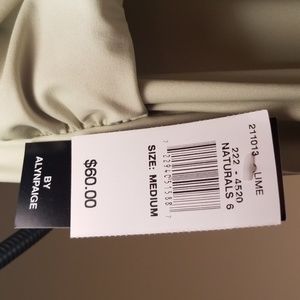 211013 LIME
222 - 4520
NATURALS 6
SIZE: MEDIUM
$60.00
BY
ALYNPAIGE